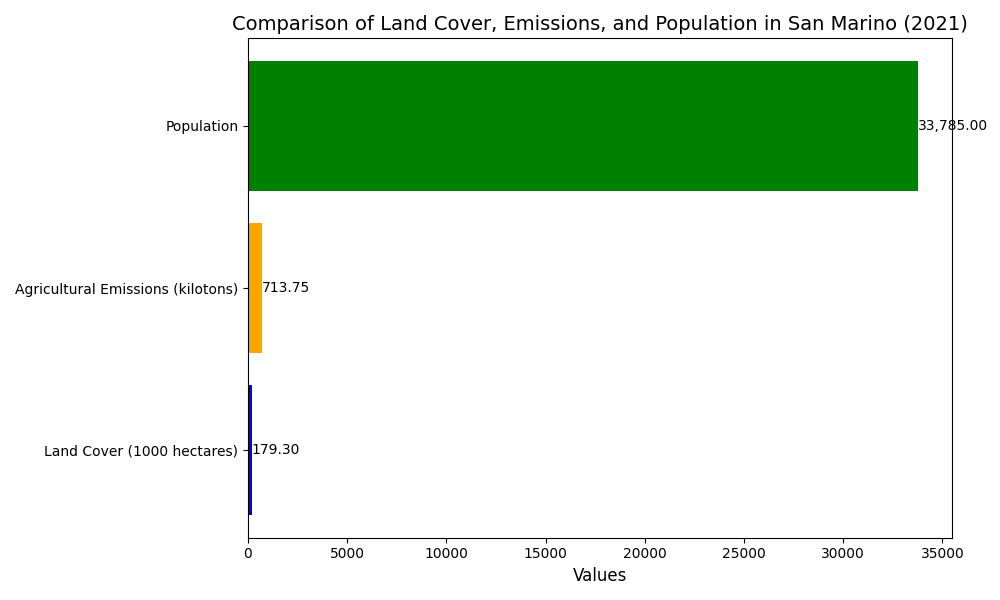 Comparison of Land Cover, Emissions, and Population in San Marino (2021)
Population
33,785.00
Agricultural Emissions (kilotons)
713.75
Land Cover (1000 hectares)
179.30
0 5000 10000 15000 20000 25000 30000 35000
Values